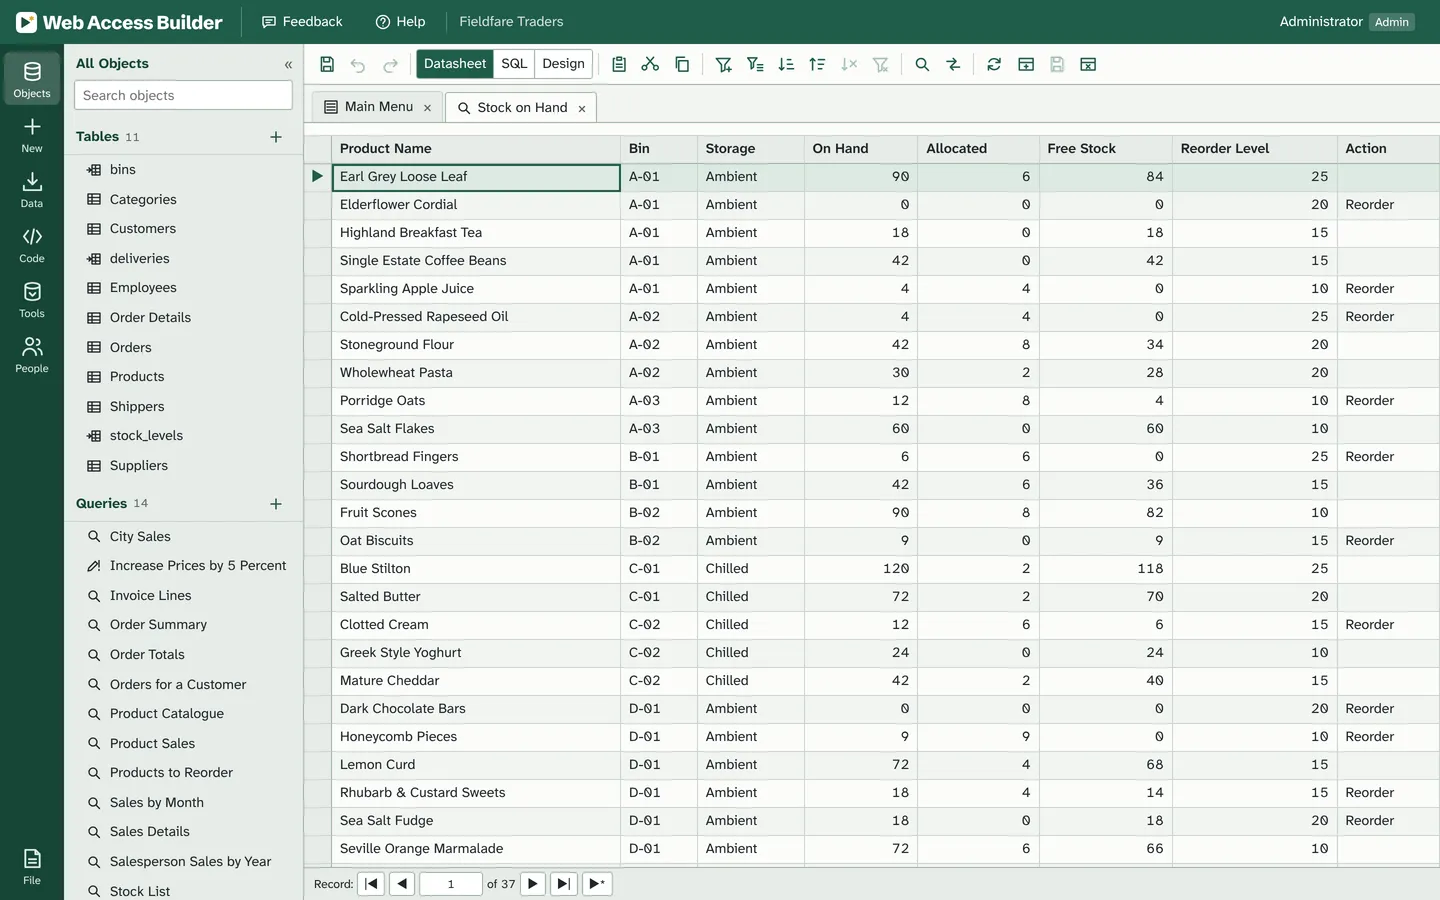 Web Access Builder
Feedback
Help
Fieldfare Traders
Administrator Admin
Objects
New
Data
Code
Tools
People
File
All Objects «
Search objects
Tables 11 +
bins
Categories
Customers
deliveries
Employees
Order Details
Orders
Products
Shippers
stock_levels
Suppliers
Queries 14 +
City Sales
Increase Prices by 5 Percent
Invoice Lines
Order Summary
Order Totals
Orders for a Customer
Product Catalogue
Product Sales
Products to Reorder
Sales by Month
Sales Details
Salesperson Sales by Year
Stock List
Datasheet SQL Design
Main Menu ×
Stock on Hand ×
Product Name Bin Storage On Hand Allocated Free Stock Reorder Level Action
Earl Grey Loose Leaf A-01 Ambient 90 6 84 25
Elderflower Cordial A-01 Ambient 0 0 0 20 Reorder
Highland Breakfast Tea A-01 Ambient 18 0 18 15
Single Estate Coffee Beans A-01 Ambient 42 0 42 15
Sparkling Apple Juice A-01 Ambient 4 4 0 10 Reorder
Cold-Pressed Rapeseed Oil A-02 Ambient 4 4 0 25 Reorder
Stoneground Flour A-02 Ambient 42 8 34 20
Wholewheat Pasta A-02 Ambient 30 2 28 20
Porridge Oats A-03 Ambient 12 8 4 10 Reorder
Sea Salt Flakes A-03 Ambient 60 0 60 10
Shortbread Fingers B-01 Ambient 6 6 0 25 Reorder
Sourdough Loaves B-01 Ambient 42 6 36 15
Fruit Scones B-02 Ambient 90 8 82 10
Oat Biscuits B-02 Ambient 9 0 9 15 Reorder
Blue Stilton C-01 Chilled 120 2 118 25
Salted Butter C-01 Chilled 72 2 70 20
Clotted Cream C-02 Chilled 12 6 6 15 Reorder
Greek Style Yoghurt C-02 Chilled 24 0 24 10
Mature Cheddar C-02 Chilled 42 2 40 15
Dark Chocolate Bars D-01 Ambient 0 0 0 20 Reorder
Honeycomb Pieces D-01 Ambient 9 9 0 10 Reorder
Lemon Curd D-01 Ambient 72 4 68 15
Rhubarb & Custard Sweets D-01 Ambient 18 4 14 15 Reorder
Sea Salt Fudge D-01 Ambient 18 0 18 20 Reorder
Seville Orange Marmalade D-01 Ambient 72 6 66 10
Record: 1 of 37